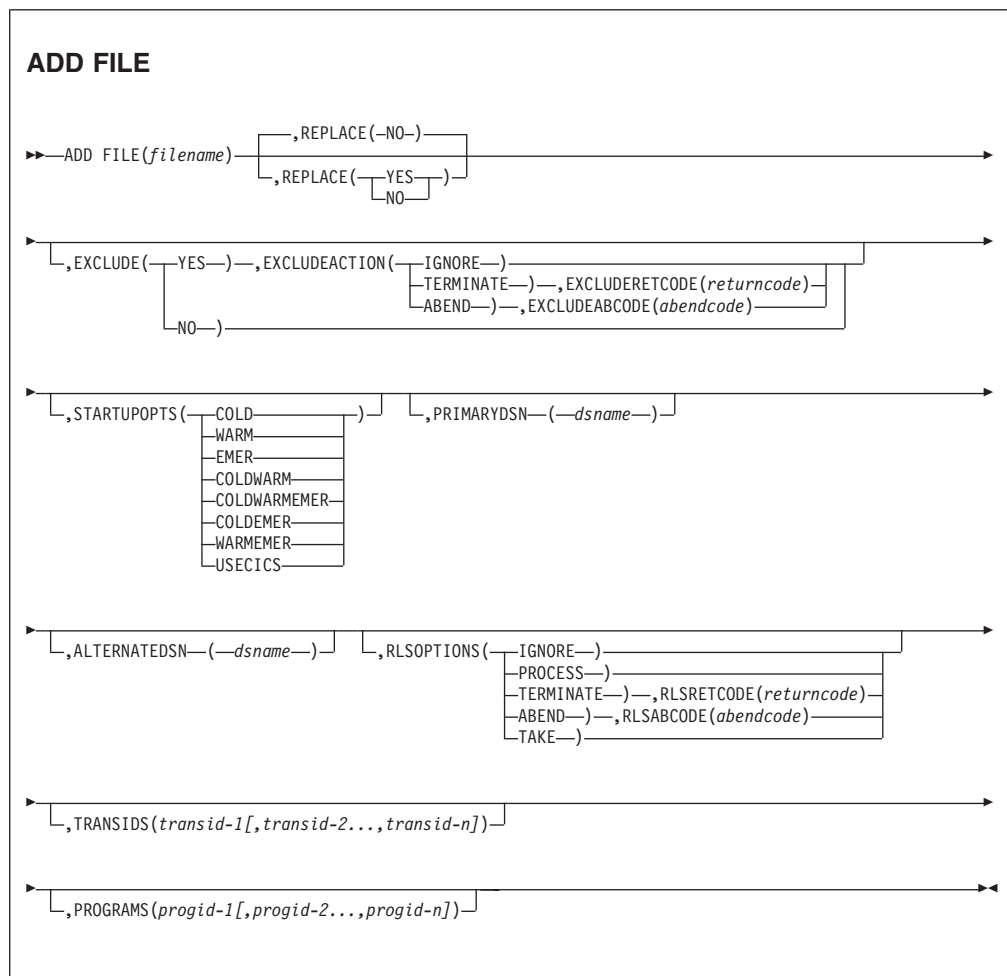 ADD FILE
,REPLACE( NO )
ADD FILE(filename)
,REPLACE( YES )
NO
,EXCLUDE( YES ) ,EXCLUDEACTION( IGNORE )
TERMINATE ) ,EXCLUDERETCODE(returncode)
ABEND ) ,EXCLUDEABCODE(abendcode)
NO )
,STARTUPOPTS( COLD ) ,PRIMARYDSN ( dsname )
WARM
EMER
COLDWARM
COLDWARMEMER
COLDEMER
WARMEMER
USECICS
,ALTERNATEDSN ( dsname ) ,RLSOPTIONS( IGNORE )
PROCESS )
TERMINATE ) ,RLSRETCODE(returncode)
ABEND ) ,RLSABCODE(abendcode)
TAKE )
,TRANSIDS(transid-1[,transid-2...,transid-n])
,PROGRAMS(progid-1[,progid-2...,progid-n])